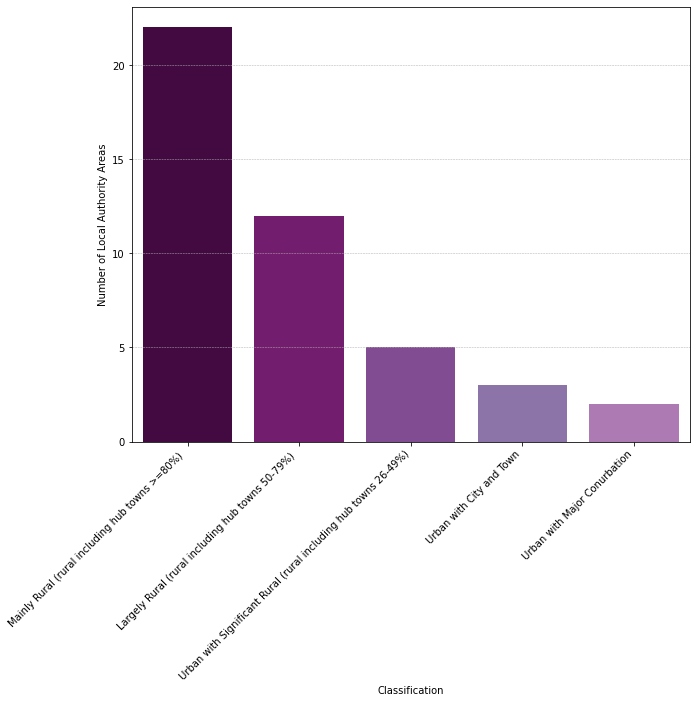 20
15
10
5
0
Number of Local Authority Areas
Mainly Rural (rural including hub towns >=80%)
Largely Rural (rural including hub towns 50-79%)
Urban with Significant Rural (rural including hub towns 26-49%)
Urban with City and Town
Urban with Major Conurbation
Classification